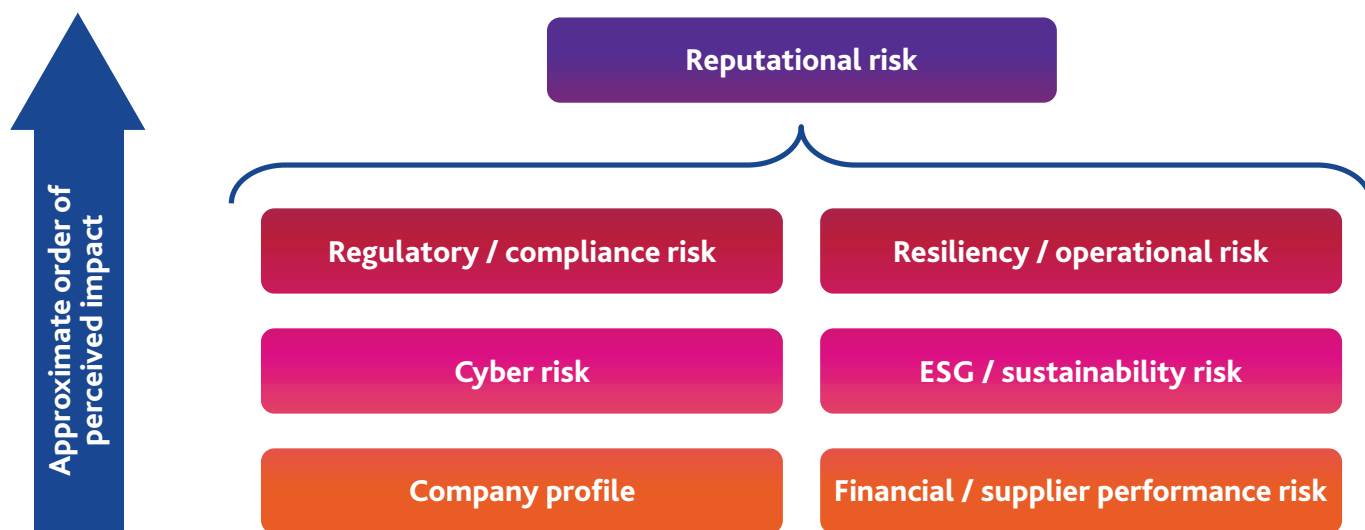 Reputational risk
Approximate order of
perceived impact
Regulatory / compliance risk
Resiliency / operational risk
Cyber risk
ESG / sustainability risk
Company profile
Financial / supplier performance risk